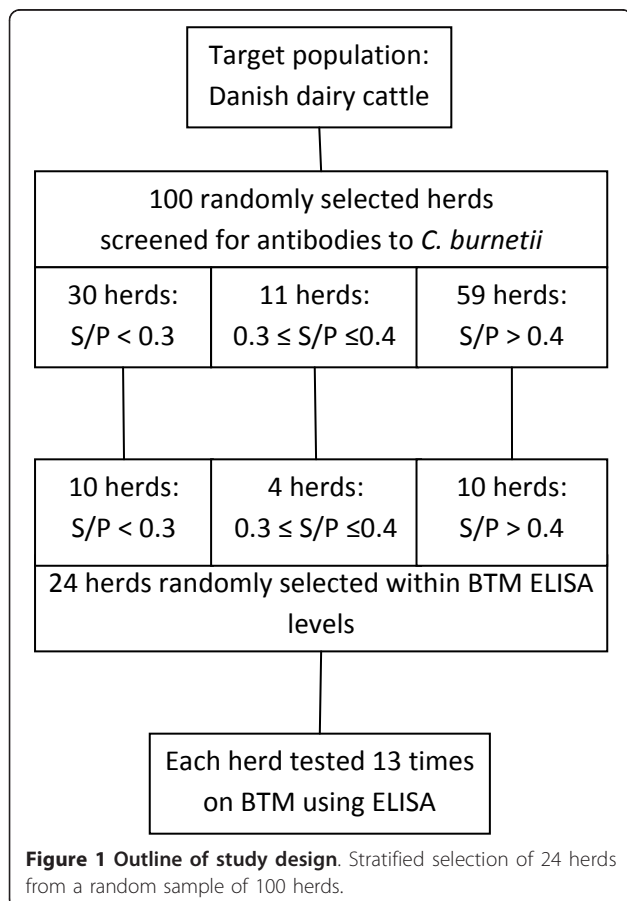 Target population:
Danish dairy cattle
100 randomly selected herds
screened for antibodies to C. burnetii
30 herds:
S/P < 0.3
11 herds:
0.3 ≤ S/P ≤0.4
59 herds:
S/P > 0.4
10 herds:
S/P < 0.3
4 herds:
0.3 ≤ S/P ≤0.4
10 herds:
S/P > 0.4
24 herds randomly selected within BTM ELISA
levels
Each herd tested 13 times
on BTM using ELISA
Figure 1 Outline of study design. Stratified selection of 24 herds
from a random sample of 100 herds.